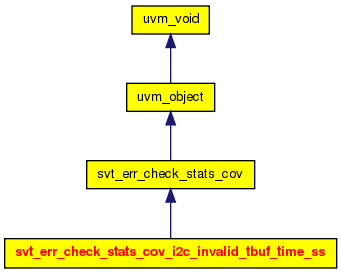 uvm_void
uvm_object
svt_err_check_stats_cov
svt_err_check_stats_cov_i2c_invalid_tbuf_time_ss